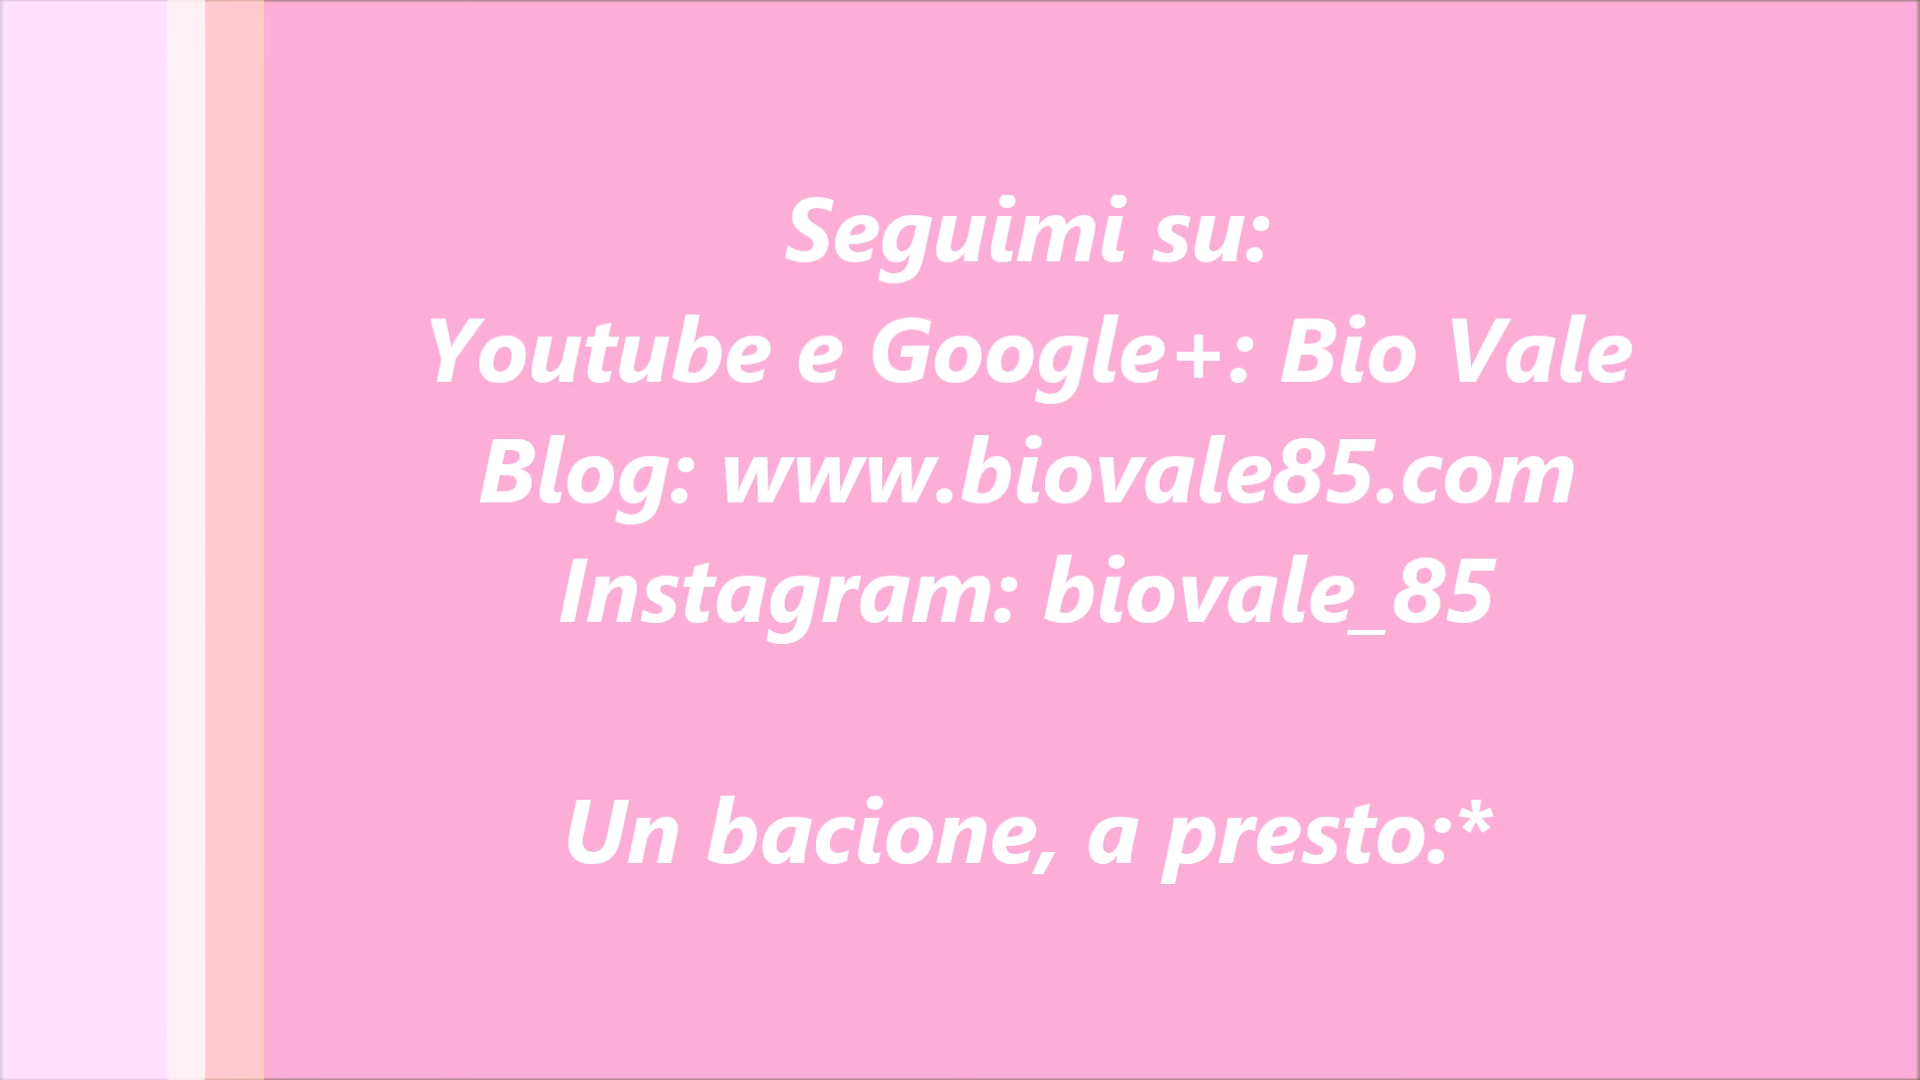 Seguimi su:
Youtube e Google+: Bio Vale
Blog: www.biovale85.com
Instagram: biovale_85
Un bacione, a presto:*